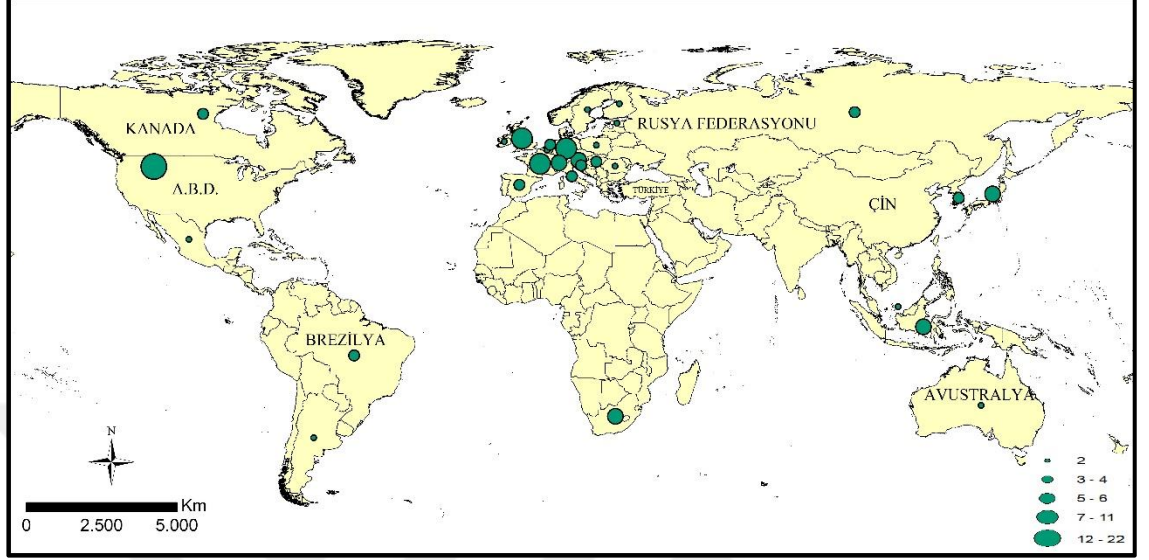 KANADA
RUSYA FEDERASYONU
A.B.D.
TÜRKİYE
ÇİN
BREZİLYA
AVUSTRALYA
N
Km
0 2.500 5.000
2
3 - 4
5 - 6
7 - 11
12 - 22